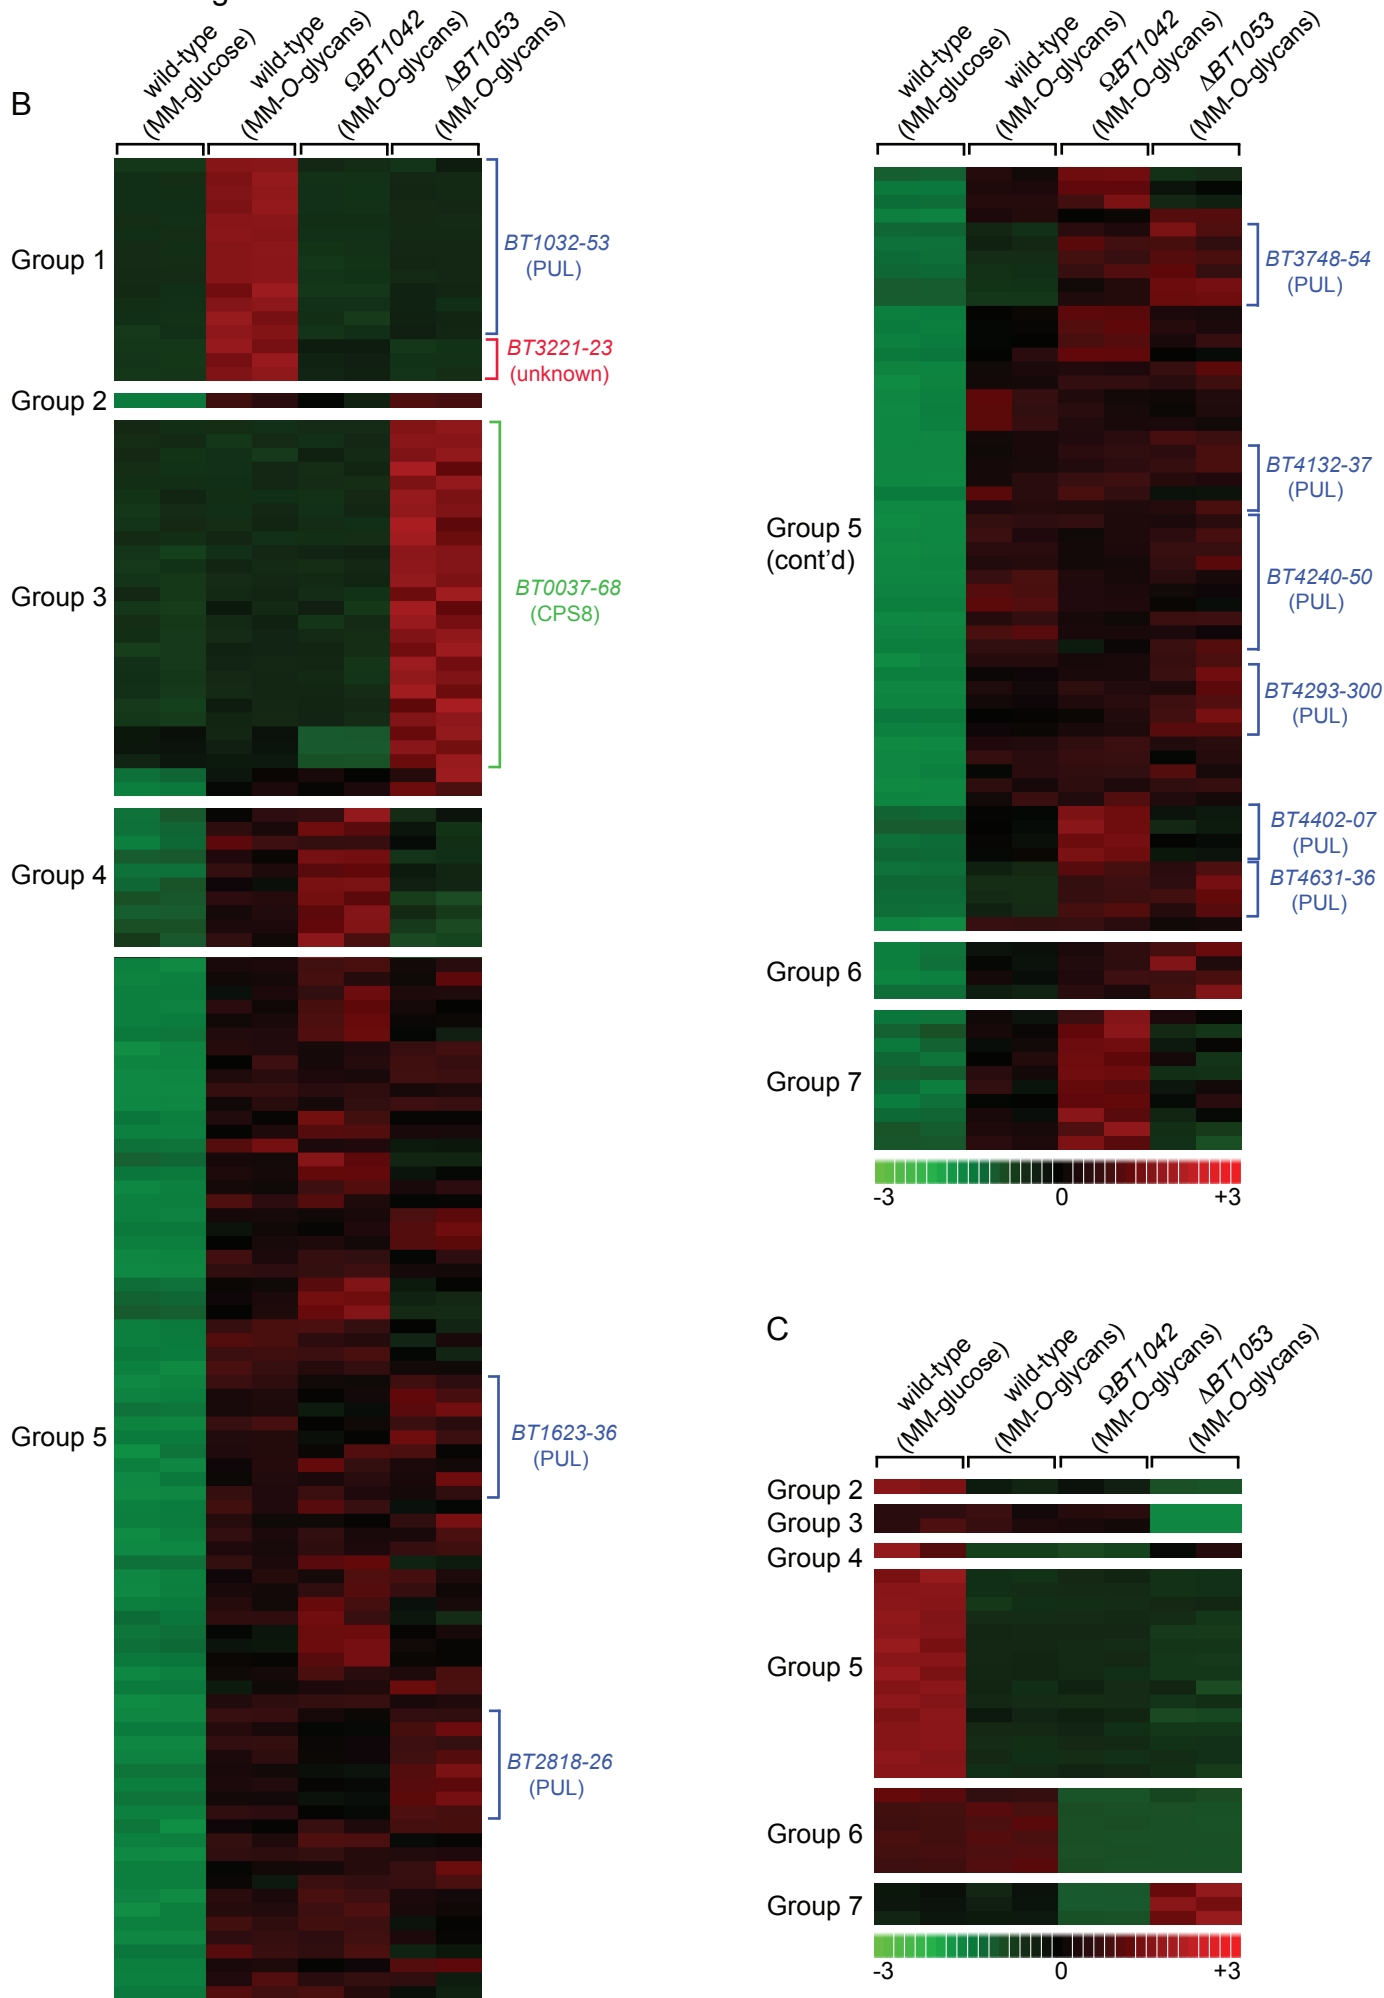 B
wild-type
(MM-glucose)
wild-type
(MM-O-glycans)
ΩBT1042
(MM-O-glycans)
ΔBT1053
(MM-O-glycans)
Group 1
BT1032-53
(PUL)
BT3221-23
(unknown)
Group 2
Group 3
BT0037-68
(CPS8)
Group 4
Group 5
BT1623-36
(PUL)
BT2818-26
(PUL)
wild-type
(MM-glucose)
wild-type
(MM-O-glycans)
ΩBT1042
(MM-O-glycans)
ΔBT1053
(MM-O-glycans)
BT3748-54
(PUL)
BT4132-37
(PUL)
Group 5
(cont’d)
BT4240-50
(PUL)
BT4293-300
(PUL)
BT4402-07
(PUL)
BT4631-36
(PUL)
Group 6
Group 7
-3 0 +3
C
wild-type
(MM-glucose)
wild-type
(MM-O-glycans)
ΩBT1042
(MM-O-glycans)
ΔBT1053
(MM-O-glycans)
Group 2
Group 3
Group 4
Group 5
Group 6
Group 7
-3 0 +3